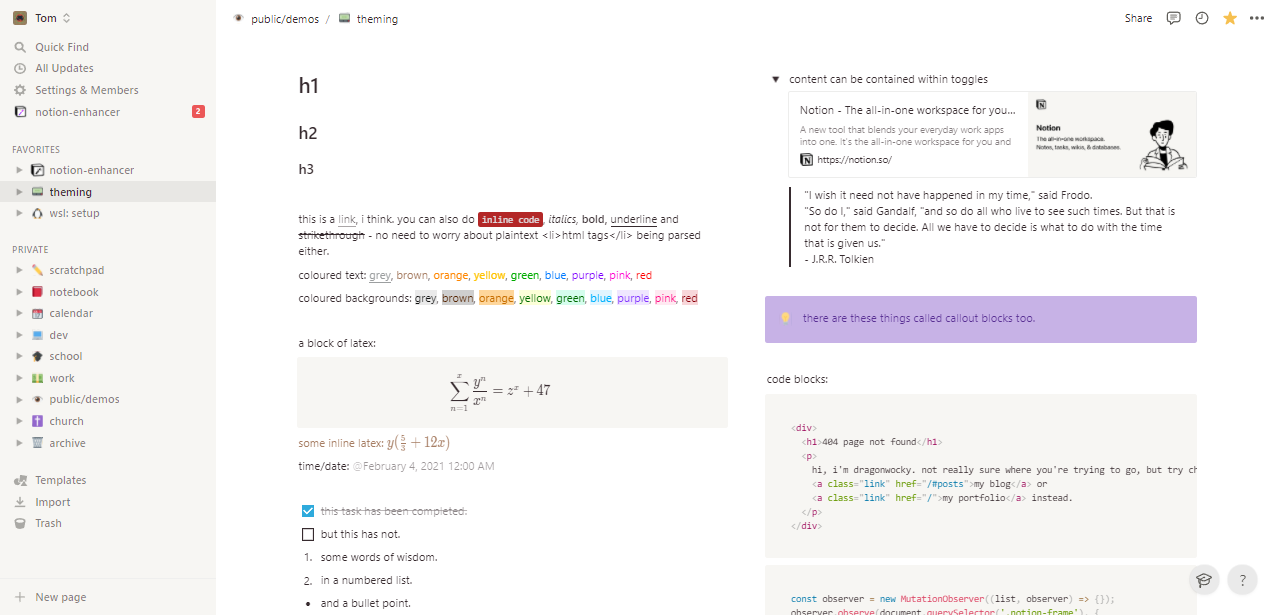 Tom
Quick Find
All Updates
Settings & Members
notion-enhancer 2
FAVORITES
notion-enhancer
theming
wsl: setup
PRIVATE
scratchpad
notebook
calendar
dev
school
work
public/demos
church
archive
Templates
Import
Trash
New page
public/demos / theming
Share
h1
h2
h3
this is a link, i think. you can also do inline code, italics, bold, underline and
strikethrough - no need to worry about plaintext <li>html tags</li> being parsed
either.
coloured text: grey, brown, orange, yellow, green, blue, purple, pink, red
coloured backgrounds: grey, brown, orange, yellow, green, blue, purple, pink, red
a block of latex:
∑_{n=1}^{x} y^n/x^n = z^x + 47
some inline latex: y(5/3 + 12x)
time/date: @February 4, 2021 12:00 AM
this task has been completed.
but this has not.
1. some words of wisdom.
2. in a numbered list.
• and a bullet point.
content can be contained within toggles
Notion - The all-in-one workspace for you...
A new tool that blends your everyday work apps
into one. It's the all-in-one workspace for you and
https://notion.so/
Notion
The all-in-one workspace.
Notes, tasks, wikis, & databases.
"I wish it need not have happened in my time," said Frodo.
"So do I," said Gandalf, "and so do all who live to see such times. But that is
not for them to decide. All we have to decide is what to do with the time
that is given us."
- J.R.R. Tolkien
there are these things called callout blocks too.
code blocks:
<div>
<h1>404 page not found</h1>
<p>
hi, i'm dragonwocky. not really sure where you're trying to go, but try ch
<a class="link" href="/#posts">my blog</a> or
<a class="link" href="/">my portfolio</a> instead.
</p>
</div>
const observer = new MutationObserver((list, observer) => {});
observer.observe(document.querySelector('.notion-frame'), {
?